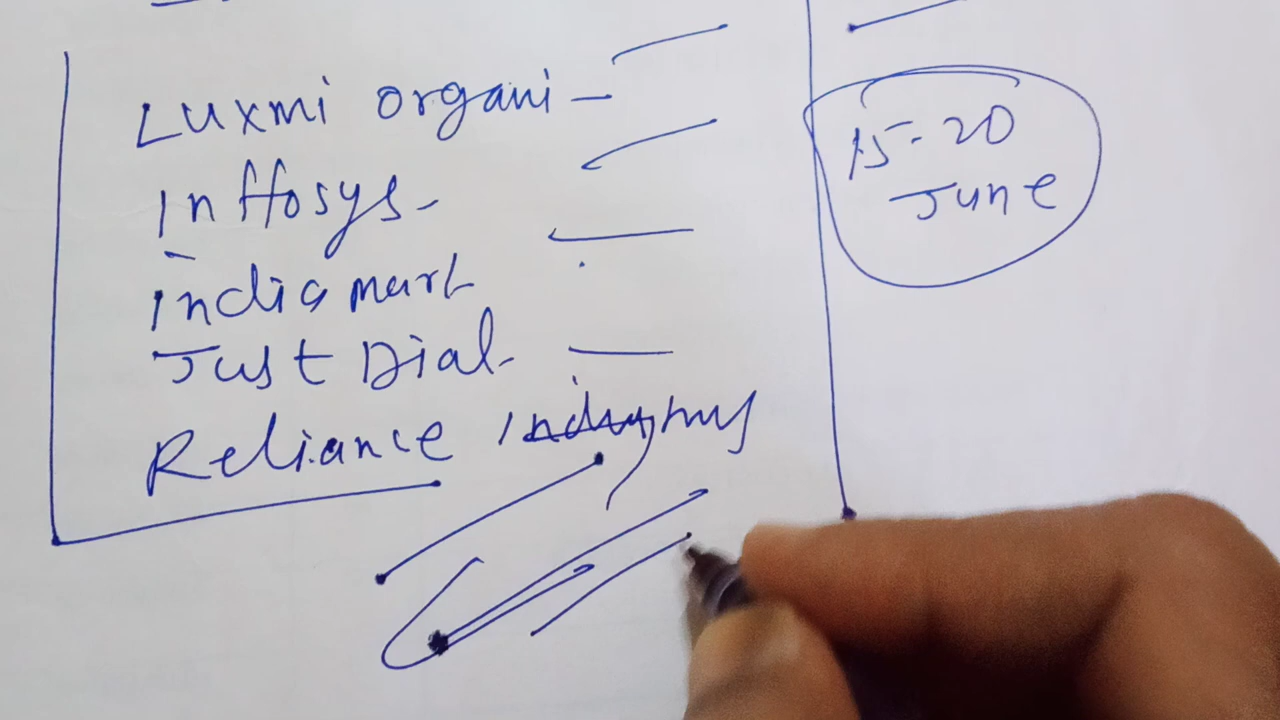 Luxmi organi -
Inffosys -
Indiamart
Just Dial -
Reliance
15-20
June